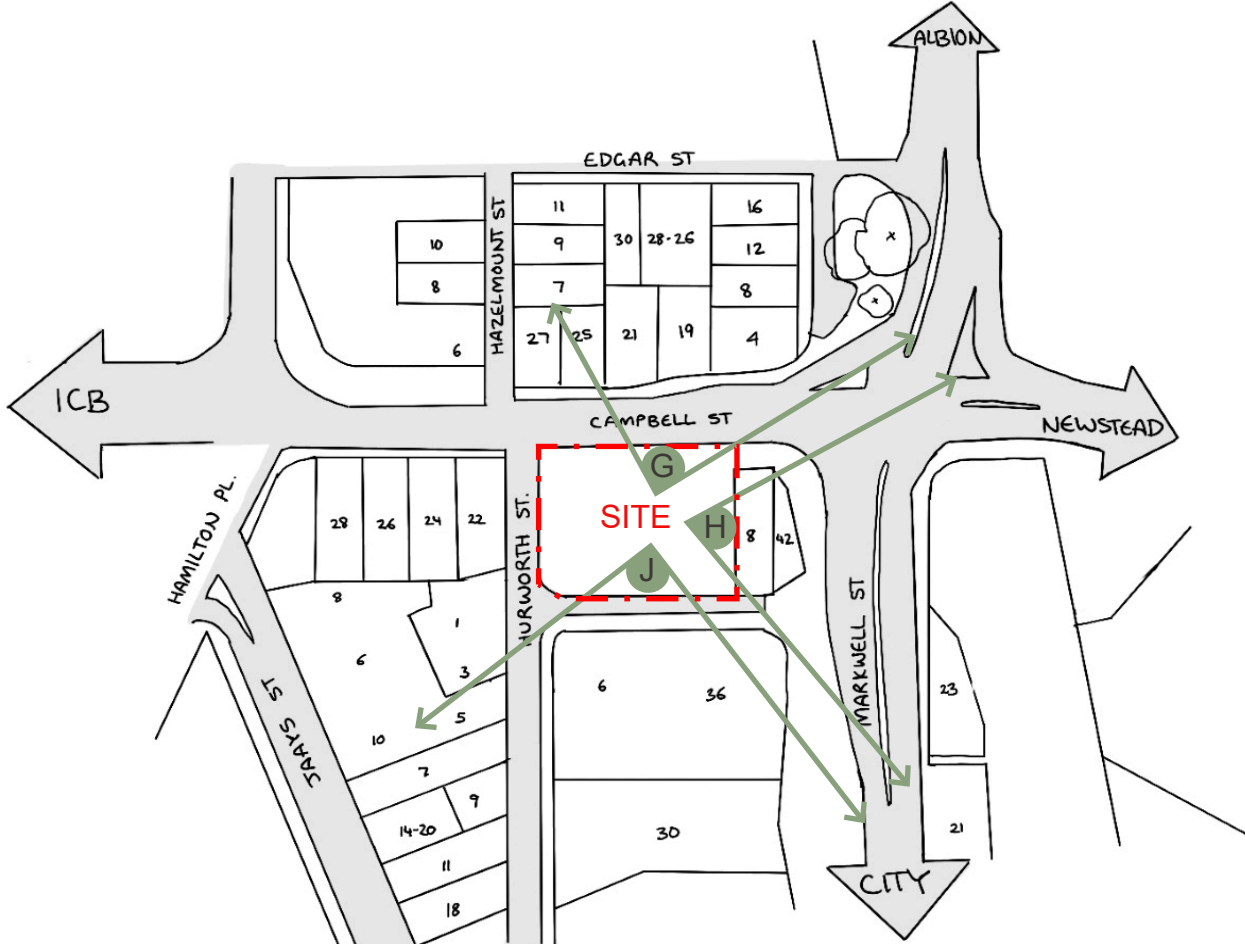 ALBION
EDGAR ST
HAZELMOUNT ST
11
16
10
9
30
28-26
12
8
7
8
27
25
21
19
4
6
ICB
CAMPBELL ST
NEWSTEAD
HAMILTON PL.
G
28
26
24
22
HURWORTH ST.
SITE
H
8
42
J
8
1
6
3
MARKWELL ST
6
36
23
JAAYS ST
5
10
7
9
14-20
30
21
11
CITY
18